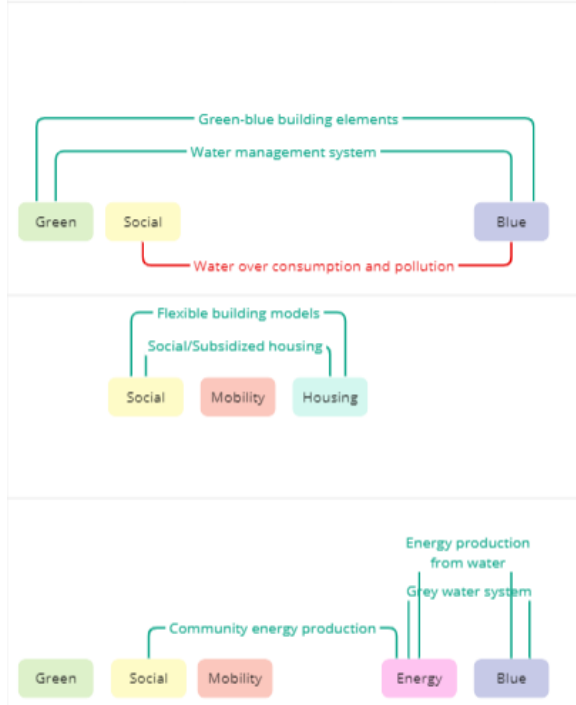 Green-blue building elements
Water management system
Green
Social
Blue
Water over consumption and pollution
Flexible building models
Social/Subsidized housing
Social
Mobility
Housing
Energy production
from water
Grey water system
Community energy production
Green
Social
Mobility
Energy
Blue